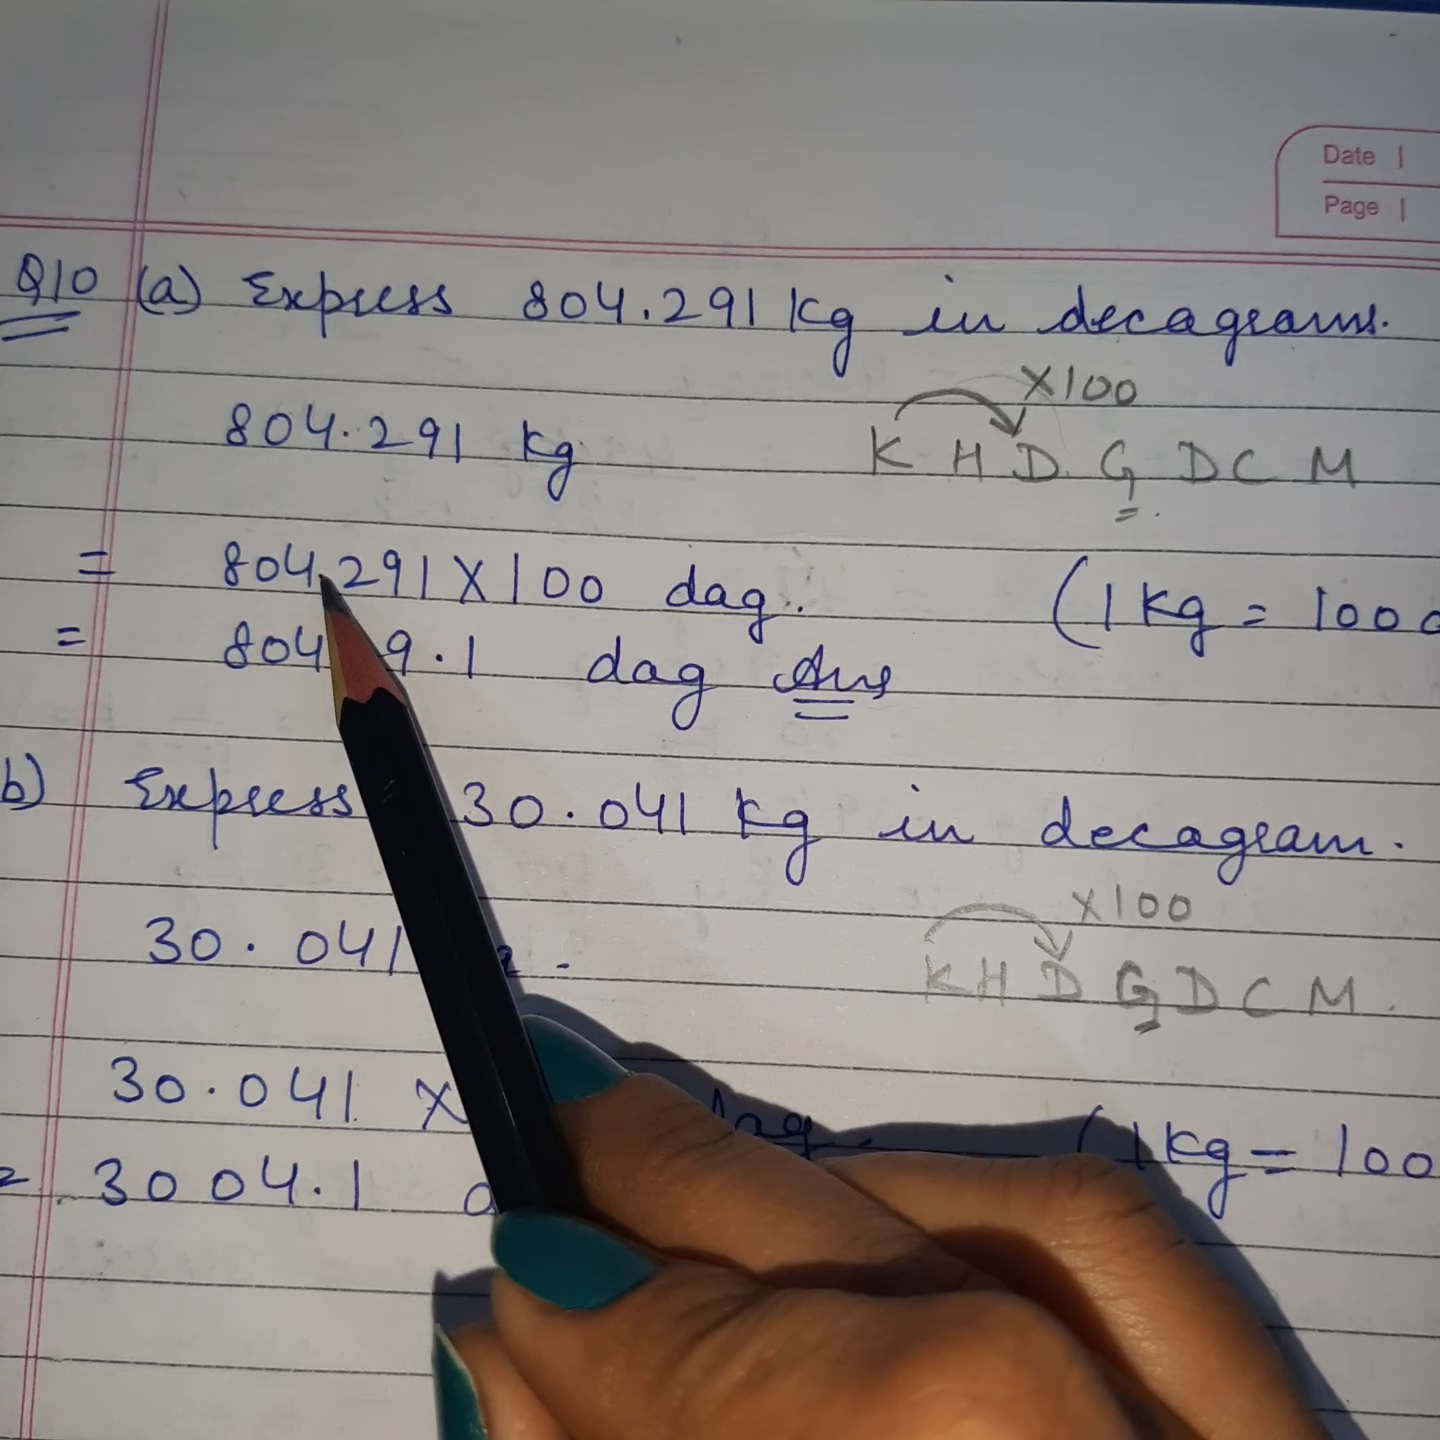 Date
Page
Q10 (a) Express 804.291 kg in decagrams.
X100
804.291 kg
K H D G D C M
= 804.291 X 100 dag.
(1 kg = 100
= 804 9.1 dag Ans
b) Express 30.041 kg in decagram.
X100
30.041
K H D G D C M.
30.041 X dag.
(1 kg = 100
= 3004.1